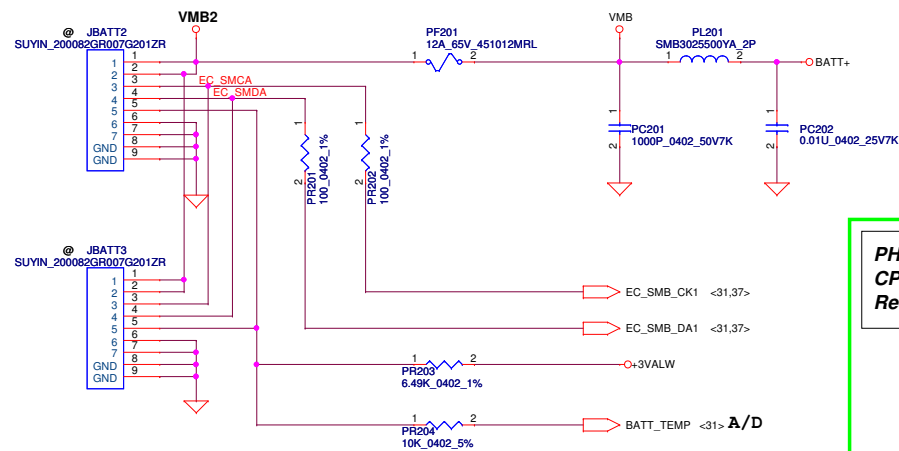 @ JBATT2
SUYIN_200082GR007G201ZR
VMB2
1 1
2 2
3 3
4 4
5 5
6 6
7 7
GND 8
GND 9
EC_SMCA
EC_SMDA
PF201
12A_65V_451012MRL
1 2
VMB
PL201
SMB3025500YA_2P
1 2
BATT+
1
2
PC201
1000P_0402_50V7K
1
2
PC202
0.01U_0402_25V7K
1
2
PR201
100_0402_1%
1
2
PR202
100_0402_1%
@ JBATT3
SUYIN_200082GR007G201ZR
1 1
2 2
3 3
4 4
5 5
6 6
7 7
GND 8
GND 9
EC_SMB_CK1 <31,37>
EC_SMB_DA1 <31,37>
1 2
PR203
6.49K_0402_1%
+3VALW
1 2
PR204
10K_0402_5%
BATT_TEMP <31> A/D
PH
CP
Re